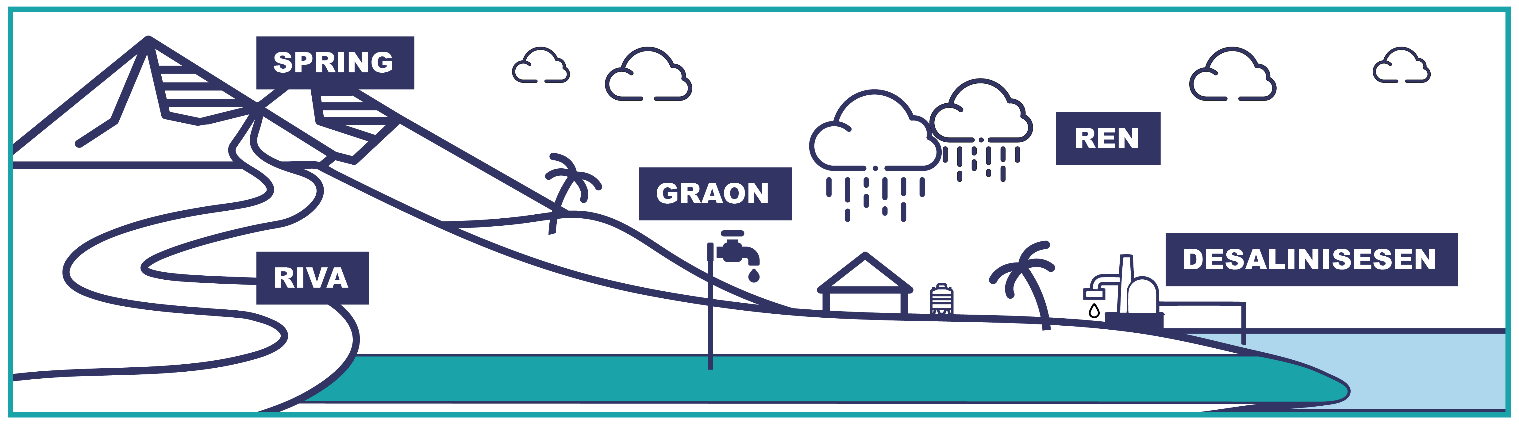 SPRING
REN
GRAON
DESALINISESEN
RIVA